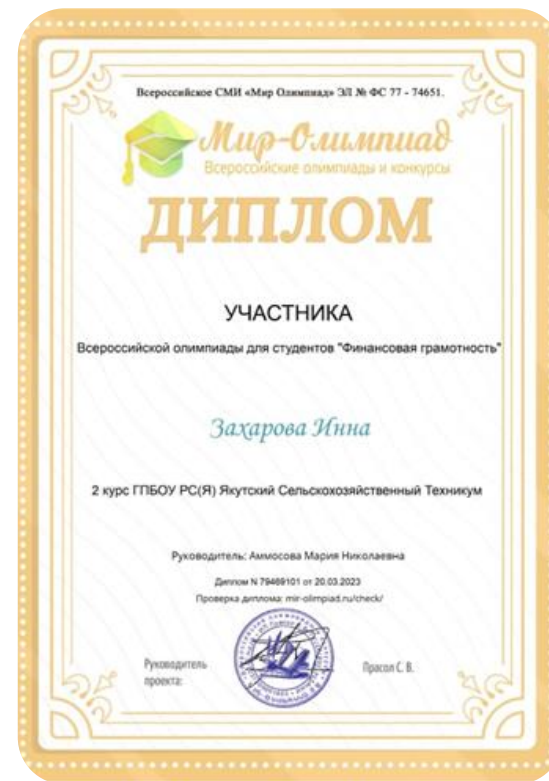 Всероссийское СМИ «Мир Олимпиад» ЭЛ № ФС 77 - 74651.
Мир-Олимпиад
Всероссийские олимпиады и конкурсы
ДИПЛОМ
УЧАСТНИКА
Всероссийской олимпиады для студентов "Финансовая грамотность"
Захарова Инна
2 курс ГПБОУ РС(Я) Якутский Сельскохозяйственный Техникум
Руководитель: Аммосова Мария Николаевна
Диплом N 79469101 от 20.03.2023
Проверка диплома: mir-olimpiad.ru/check/
Руководитель
проекта:
Прасол С. В.